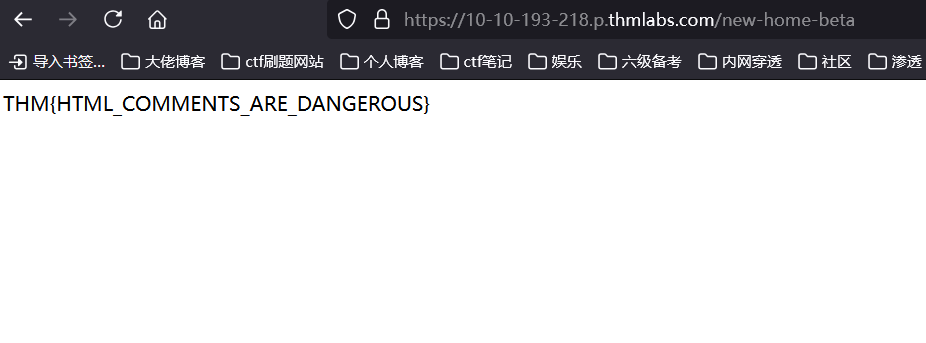 https://10-10-193-218.p.thmlabs.com/new-home-beta
导入书签... 大佬博客 ctf刷题网站 个人博客 ctf笔记 娱乐 六级备考 内网穿透 社区 渗透
THM{HTML_COMMENTS_ARE_DANGEROUS}